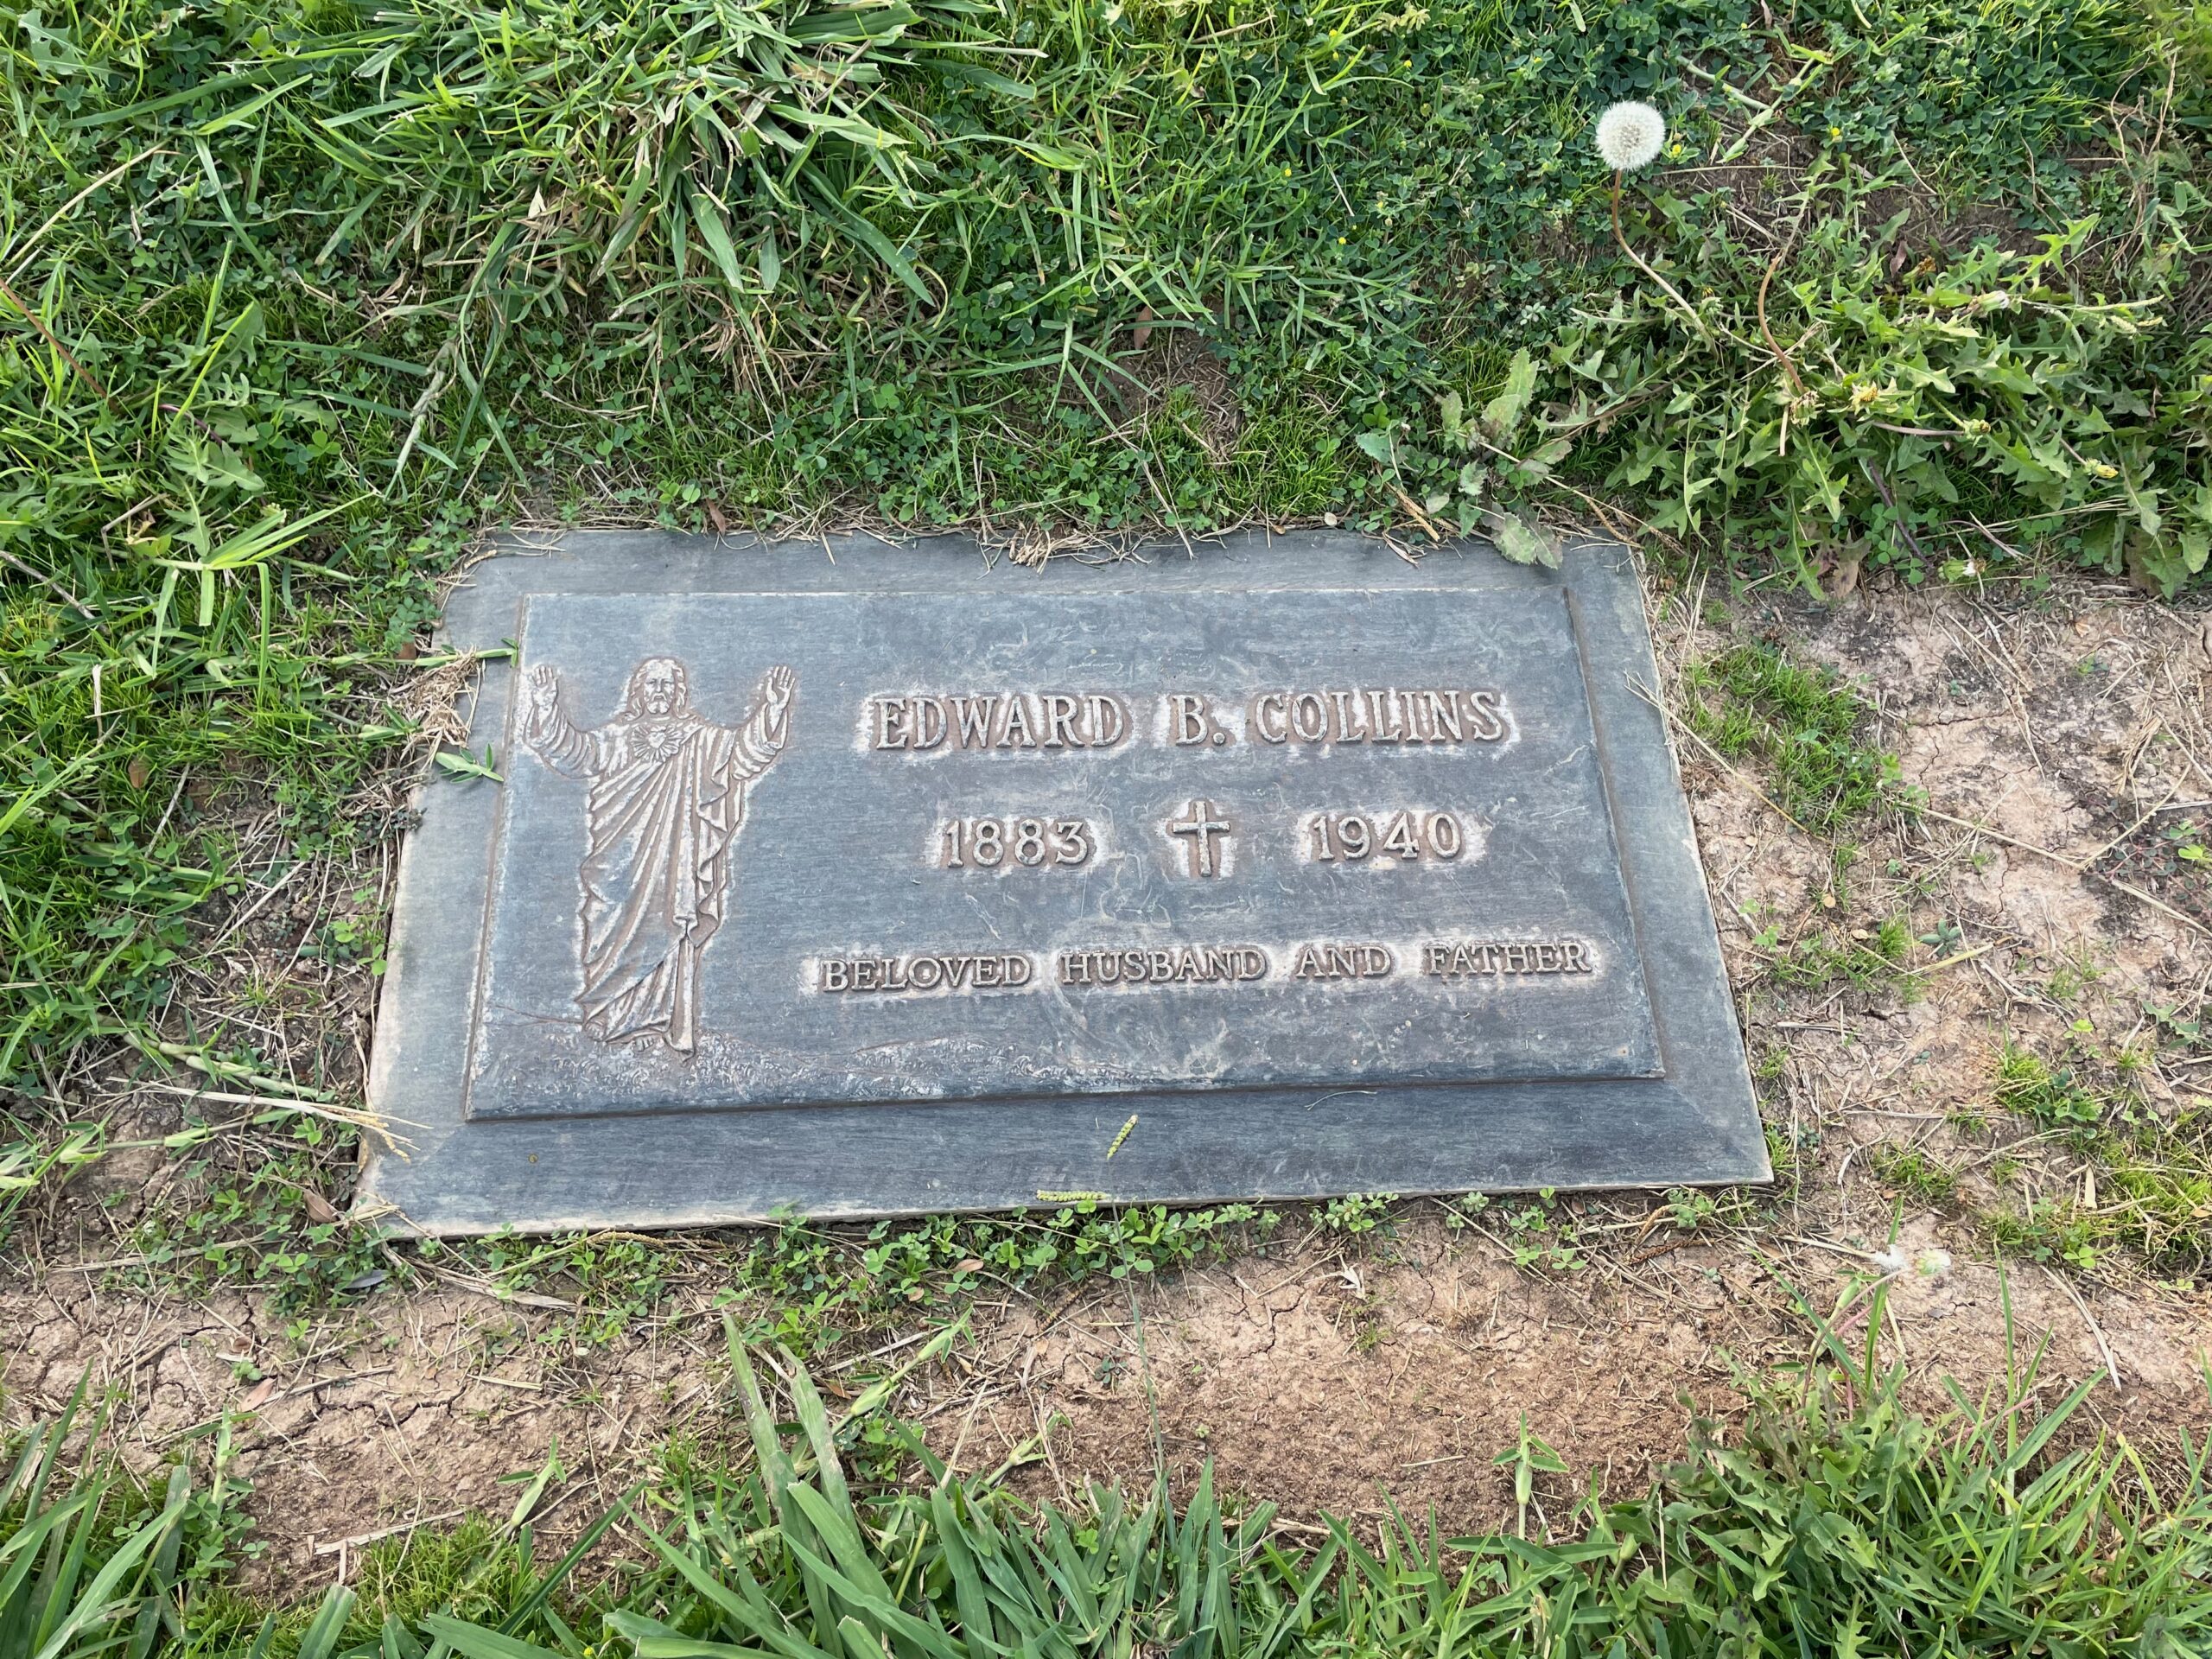 EDWARD B. COLLINS
1883 ✝ 1940
BELOVED HUSBAND AND FATHER